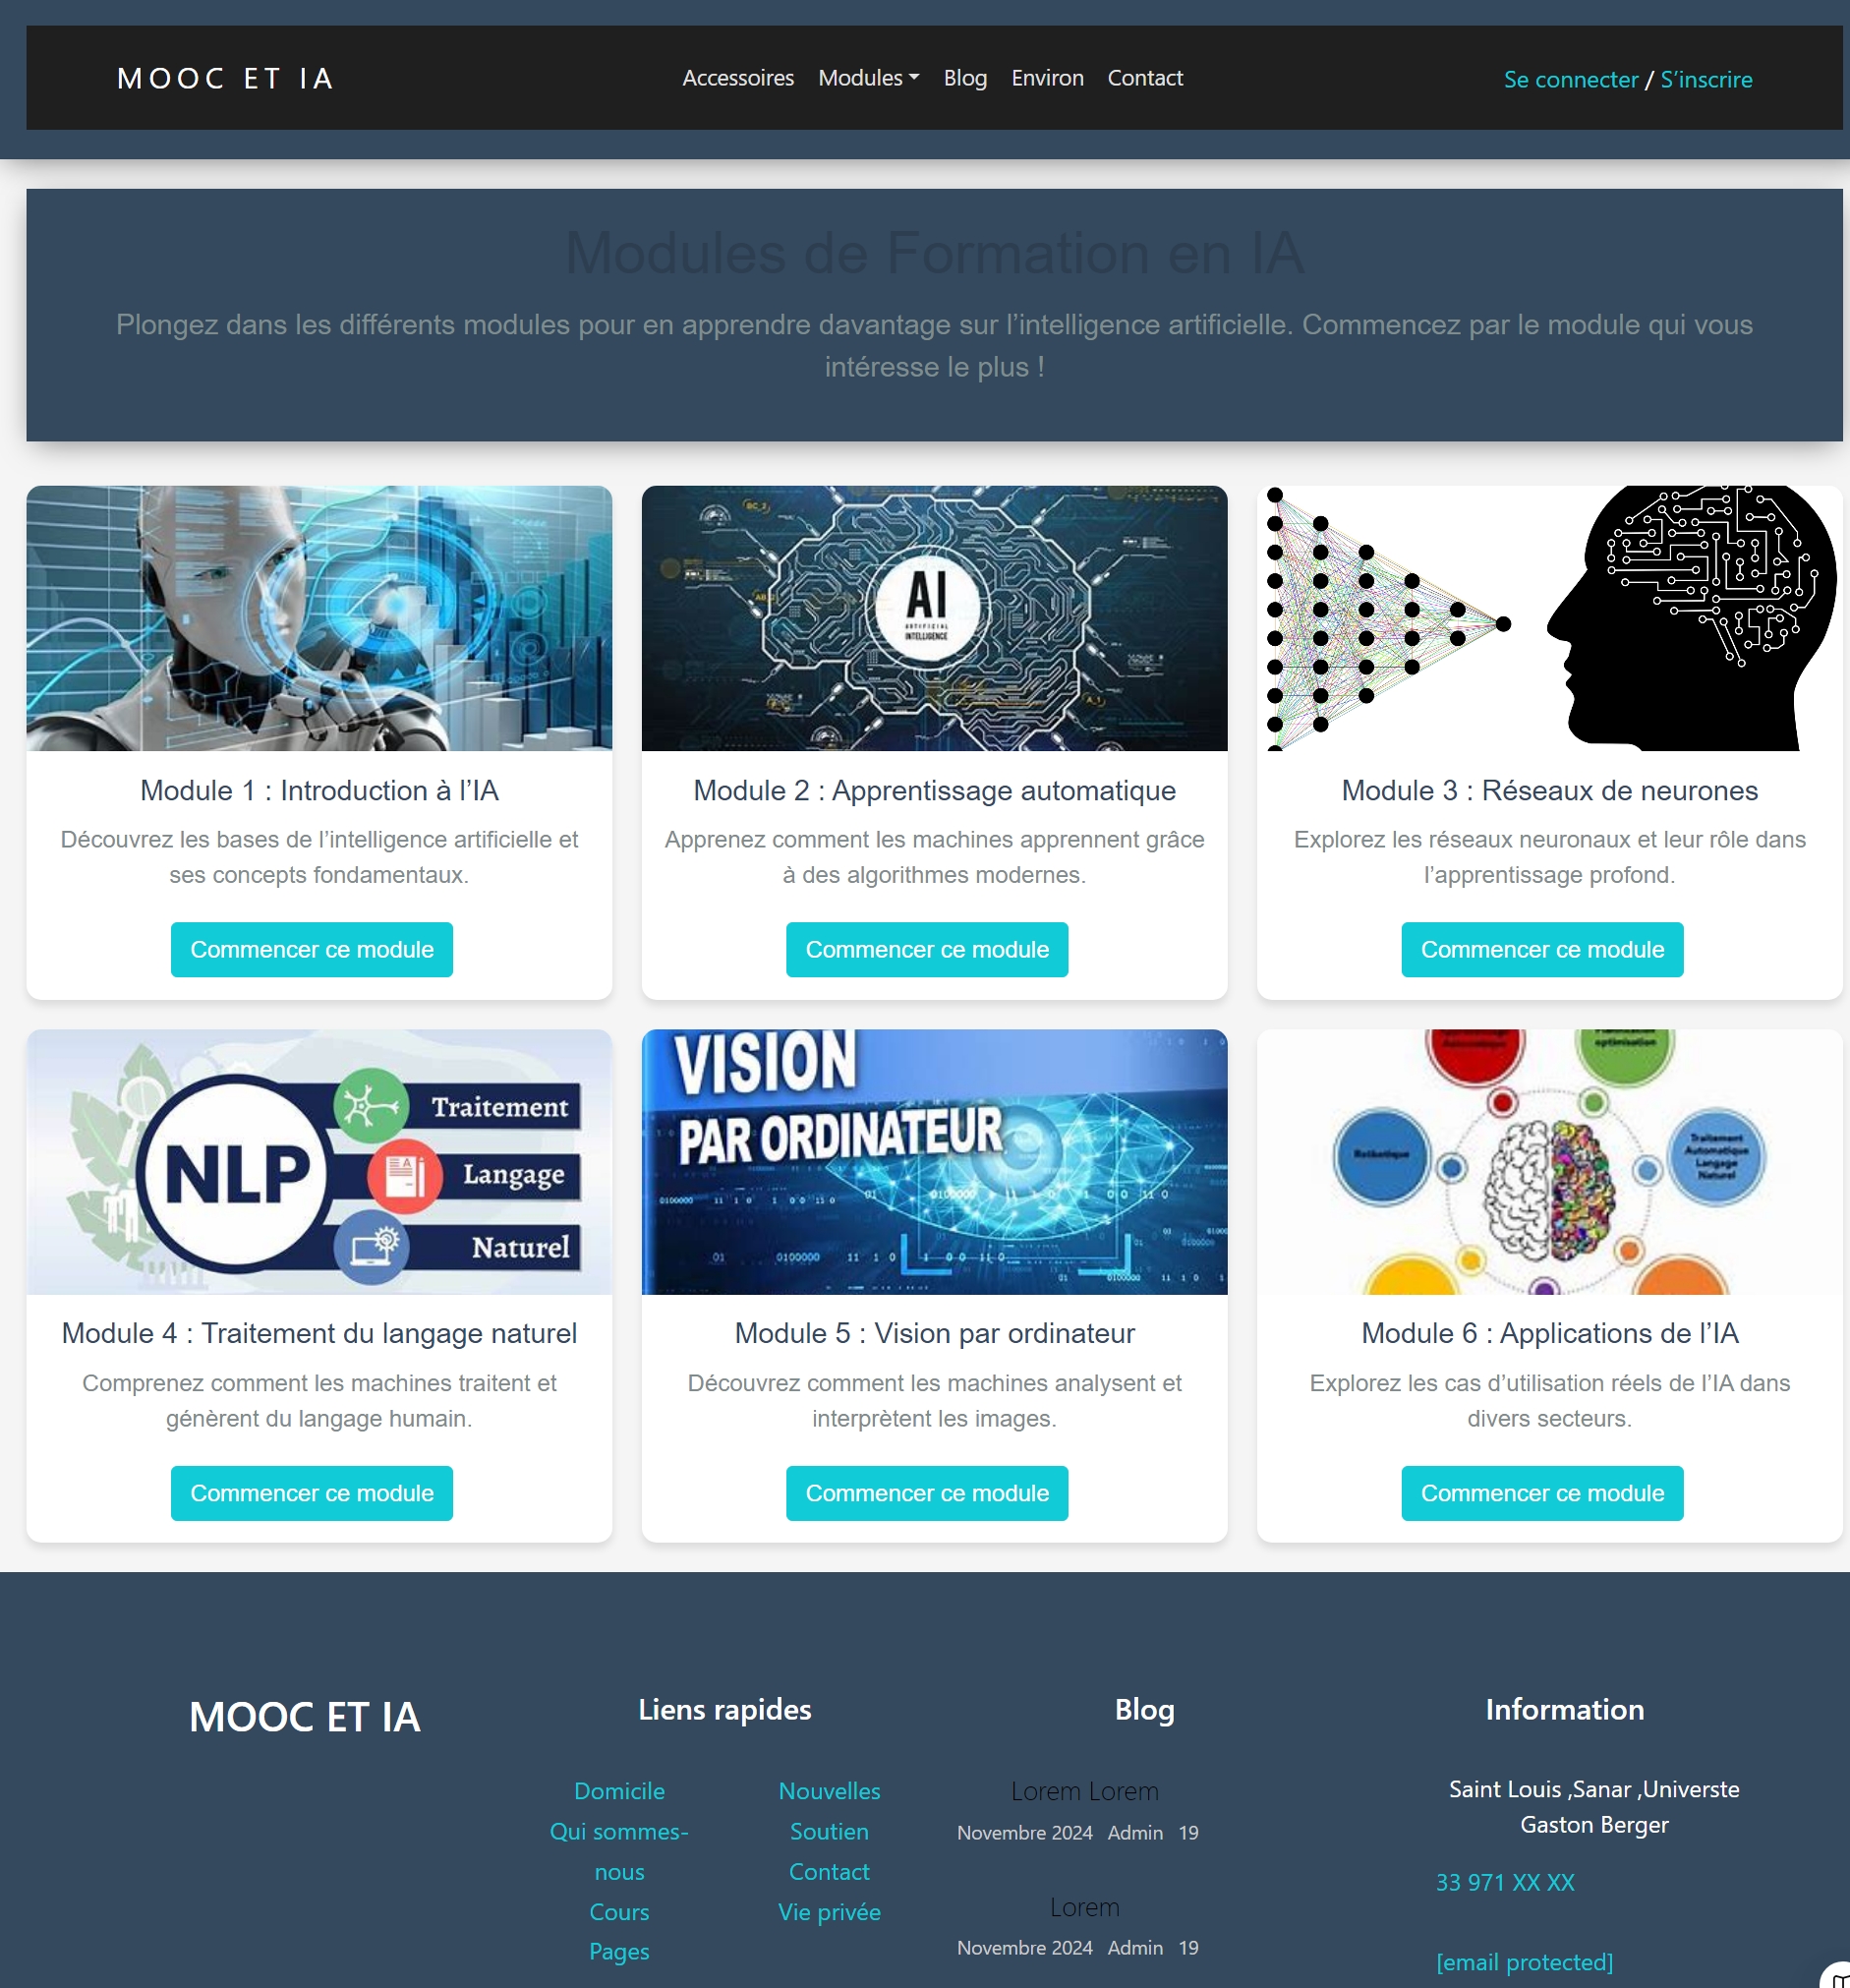 MOOC ET IA
Accessoires Modules Blog Environ Contact
Se connecter / S'inscrire
Modules de Formation en IA
Plongez dans les différents modules pour en apprendre davantage sur l'intelligence artificielle. Commencez par le module qui vous
intéresse le plus !
AI
ARTIFICIAL
INTELLIGENCE
Module 1 : Introduction à l'IA
Découvrez les bases de l'intelligence artificielle et
ses concepts fondamentaux.
Commencer ce module
Module 2 : Apprentissage automatique
Apprenez comment les machines apprennent grâce
à des algorithmes modernes.
Commencer ce module
Module 3 : Réseaux de neurones
Explorez les réseaux neuronaux et leur rôle dans
l'apprentissage profond.
Commencer ce module
NLP
Traitement
Langage
Naturel
VISION
PAR ORDINATEUR
optimisation
Robotique
Traitement
Automatique
Langage
Naturel
Module 4 : Traitement du langage naturel
Comprenez comment les machines traitent et
génèrent du langage humain.
Commencer ce module
Module 5 : Vision par ordinateur
Découvrez comment les machines analysent et
interprètent les images.
Commencer ce module
Module 6 : Applications de l'IA
Explorez les cas d'utilisation réels de l'IA dans
divers secteurs.
Commencer ce module
MOOC ET IA
Liens rapides
Domicile
Qui sommes-
nous
Cours
Pages
Nouvelles
Soutien
Contact
Vie privée
Blog
Lorem Lorem
Novembre 2024 Admin 19
Lorem
Novembre 2024 Admin 19
Information
Saint Louis ,Sanar ,Universte
Gaston Berger
33 971 XX XX
[email protected]